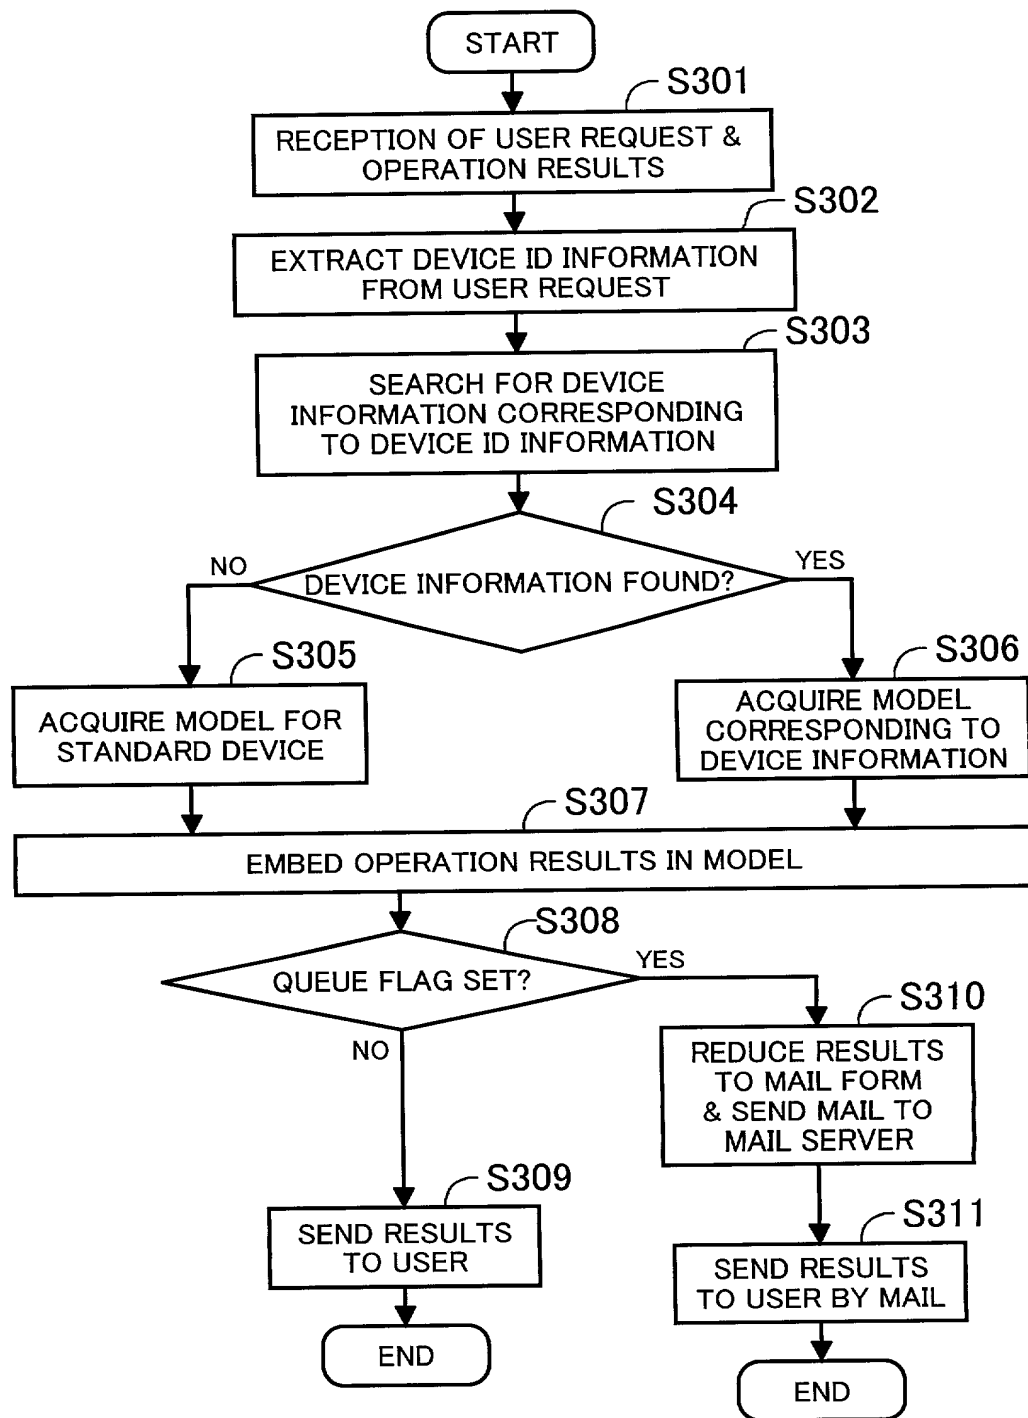 START
S301
RECEPTION OF USER REQUEST &
OPERATION RESULTS
S302
EXTRACT DEVICE ID INFORMATION
FROM USER REQUEST
S303
SEARCH FOR DEVICE
INFORMATION CORRESPONDING
TO DEVICE ID INFORMATION
S304
NO
YES
DEVICE INFORMATION FOUND?
S305
ACQUIRE MODEL FOR
STANDARD DEVICE
S306
ACQUIRE MODEL
CORRESPONDING TO
DEVICE INFORMATION
S307
EMBED OPERATION RESULTS IN MODEL
S308
QUEUE FLAG SET?
YES
NO
S310
REDUCE RESULTS
TO MAIL FORM
& SEND MAIL TO
MAIL SERVER
S309
SEND RESULTS
TO USER
S311
SEND RESULTS
TO USER BY MAIL
END
END